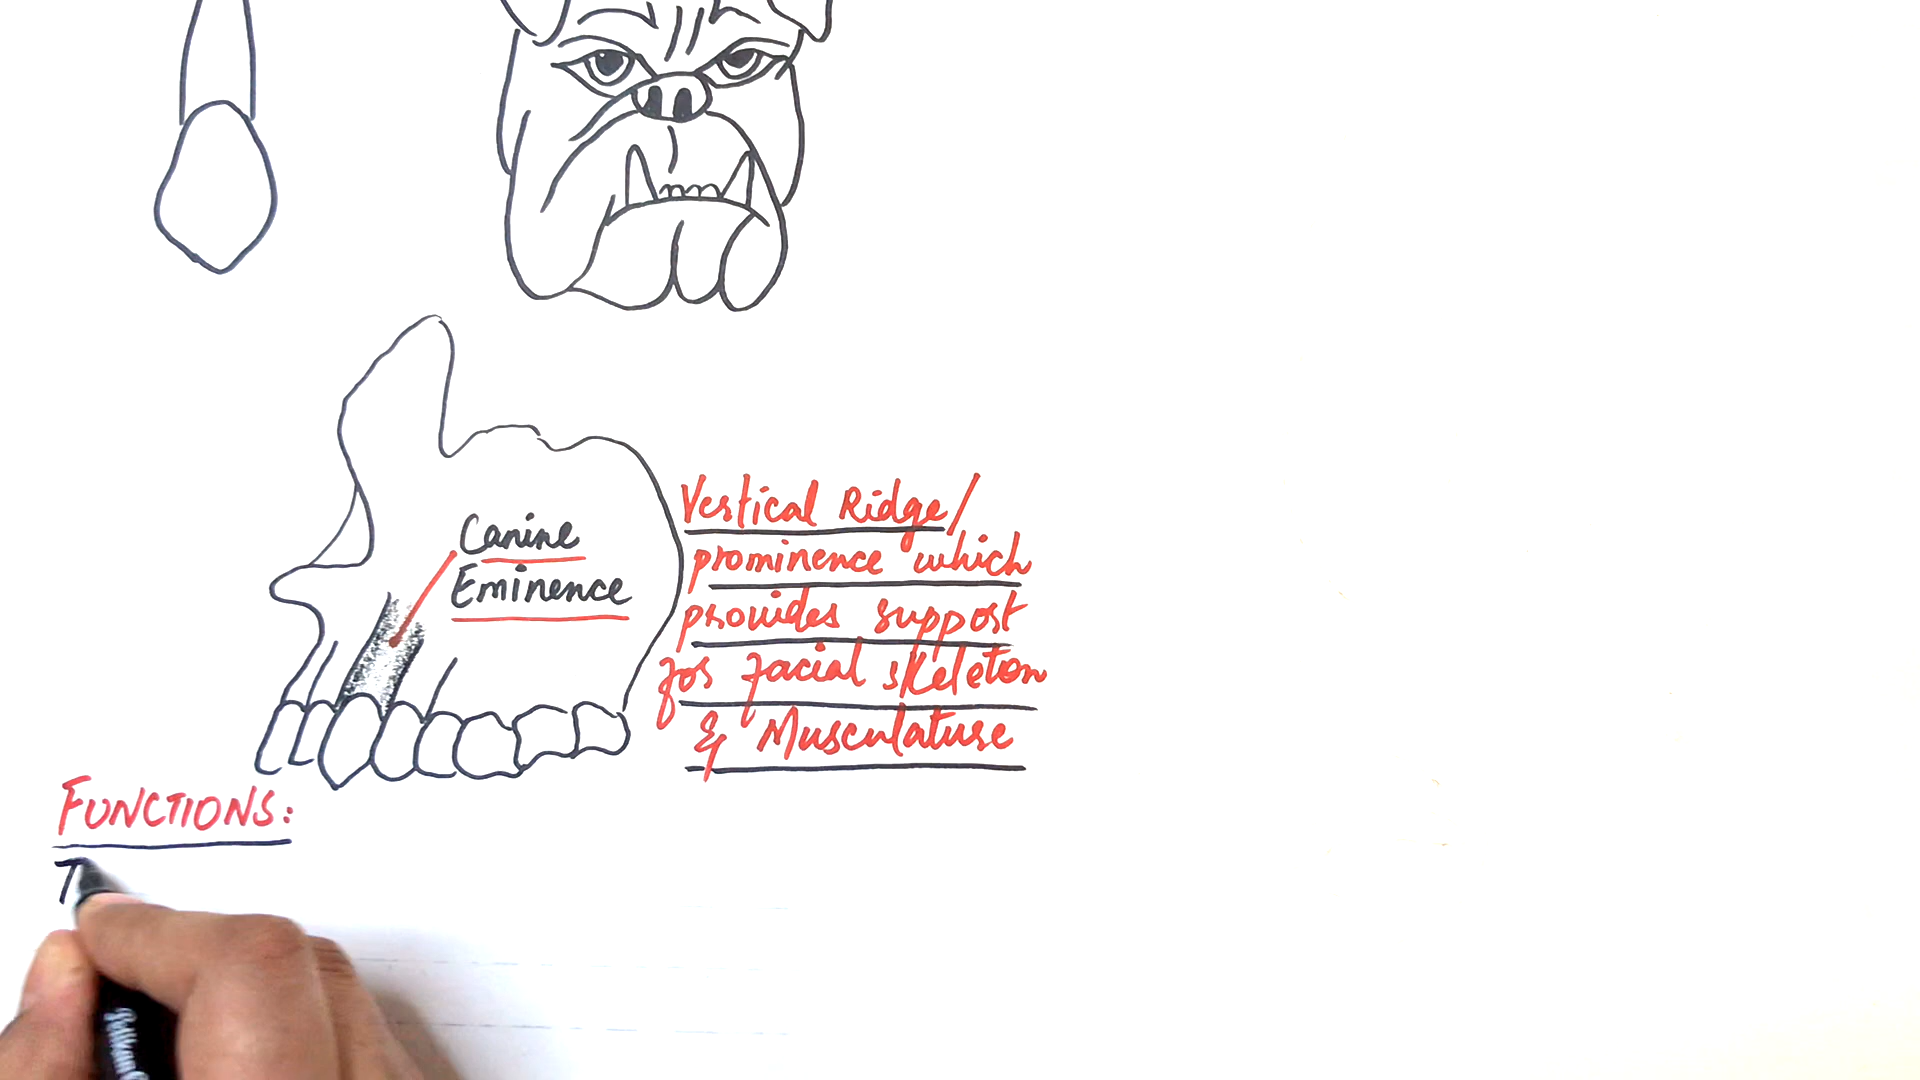 Canine
Eminence
Vertical Ridge/
prominence which
provides support
for facial skeleton
& Musculature
FUNCTIONS:
T